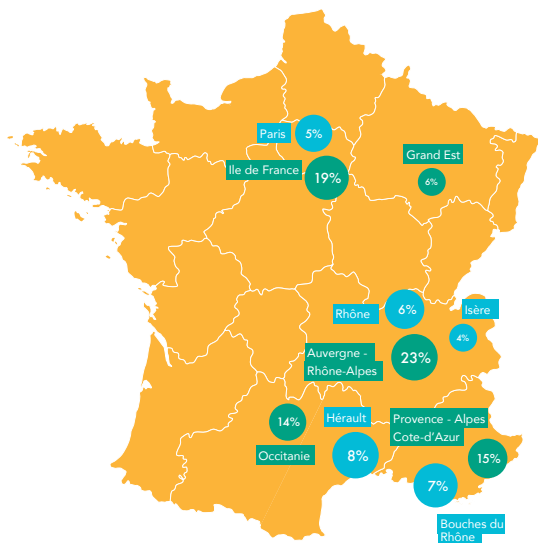 Paris
5%
Ile de France
19%
Grand Est
6%
Rhône
6%
Isère
4%
Auvergne -
Rhône-Alpes
23%
14%
Occitanie
Hérault
8%
Provence - Alpes
Cote-d'Azur
15%
7%
Bouches du
Rhône